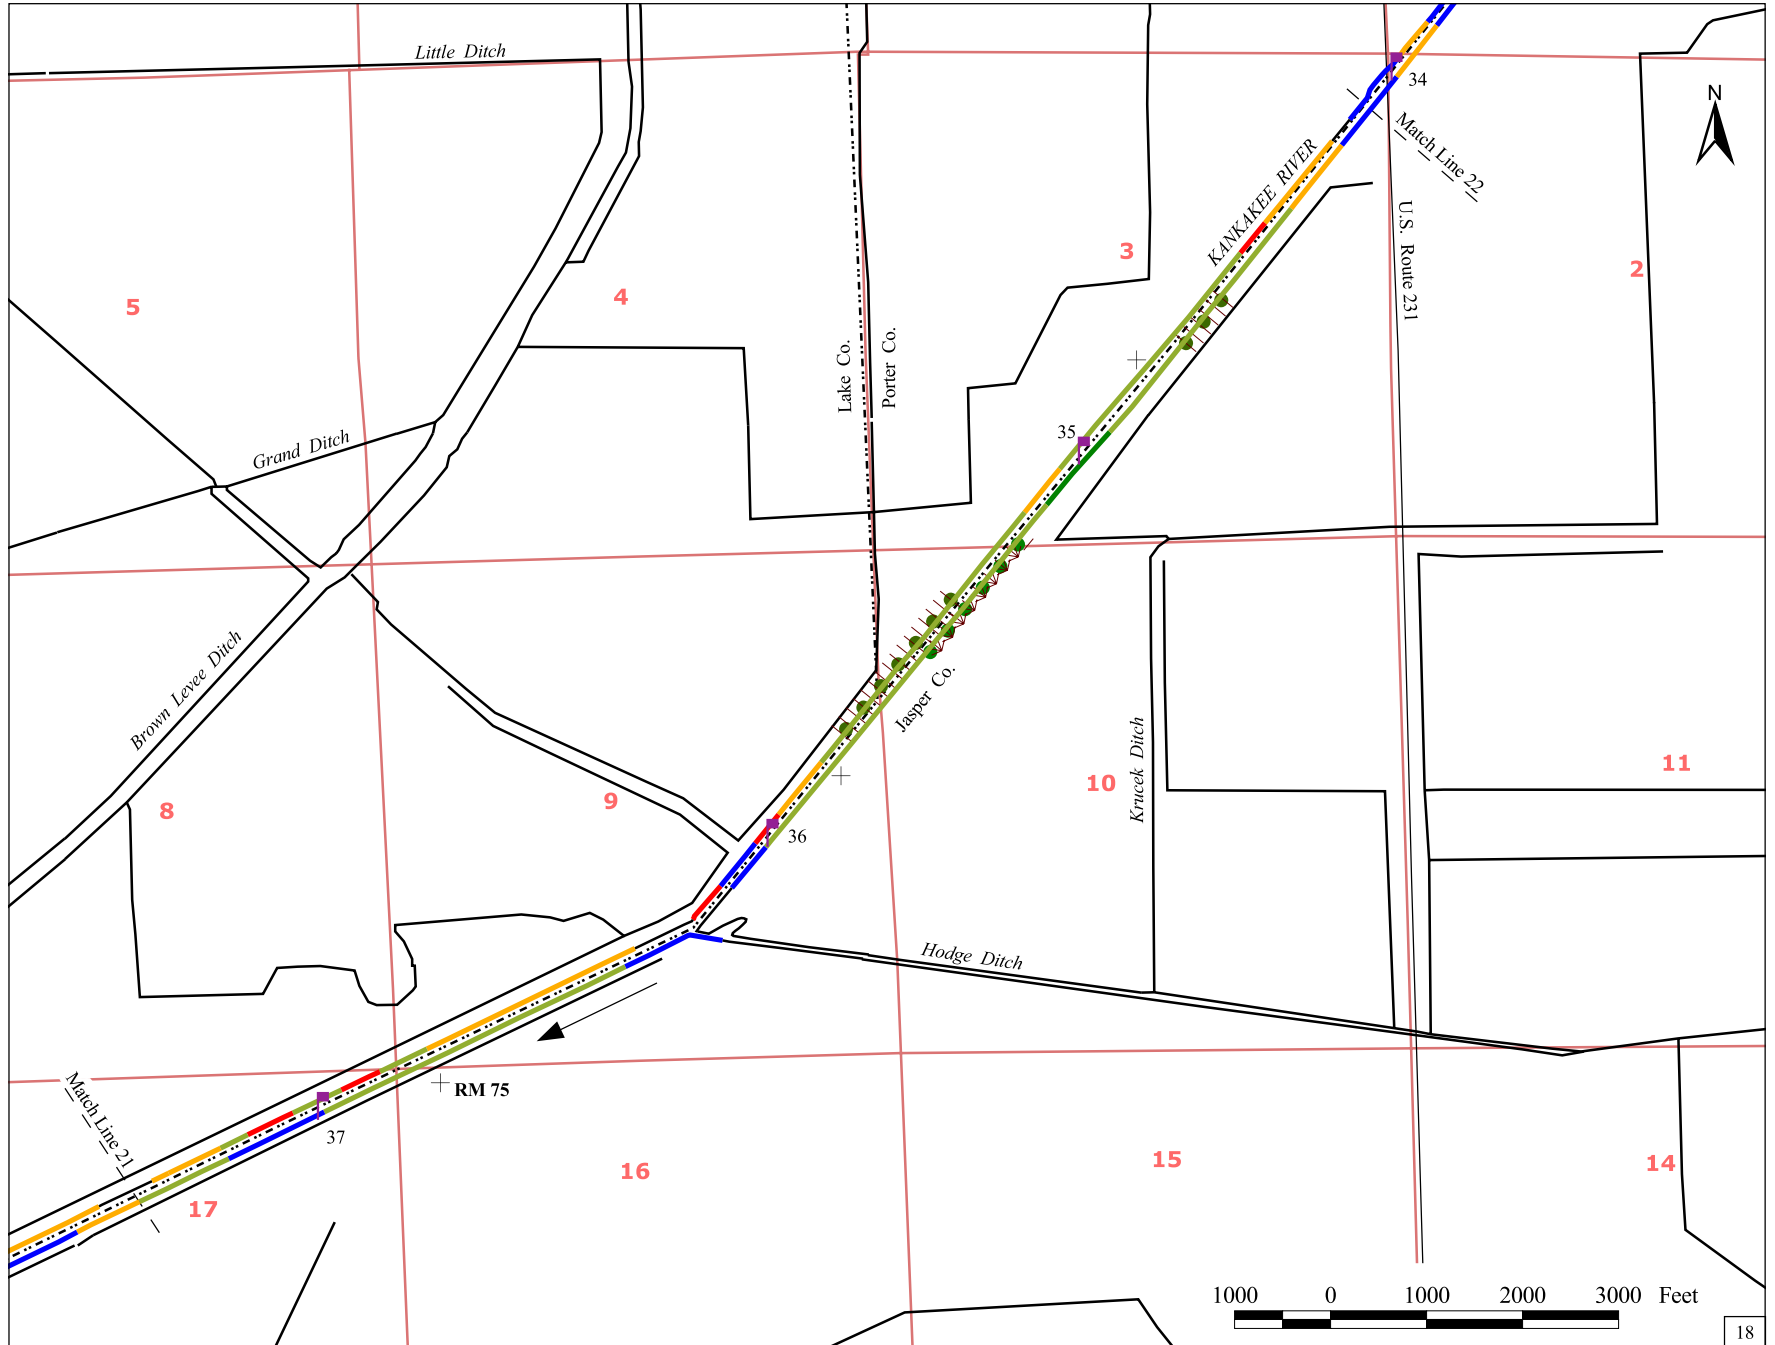 Little Ditch
34
N
Match Line 22
KANKAKEE RIVER
U.S. Route 231
3
2
5
4
Lake Co.
Porter Co.
35
Grand Ditch
Brown Levee Ditch
Jasper Co.
Krucek Ditch
10
11
8
9
36
Hodge Ditch
Match Line 21
RM 75
37
16
15
14
17
1000 0 1000 2000 3000 Feet
18